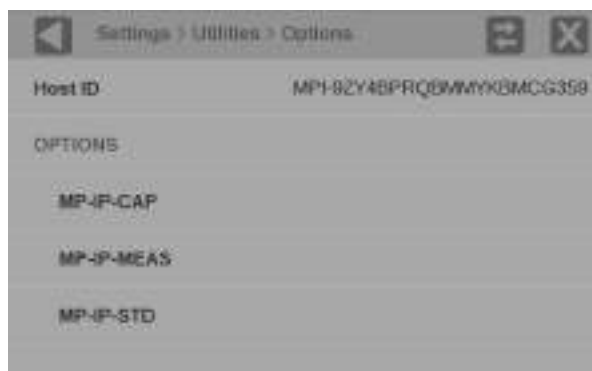 Settings > Utilities > Options
Host ID
OPTIONS
MP-IP-CAP
MP-IP-MEAS
MP-IP-STD